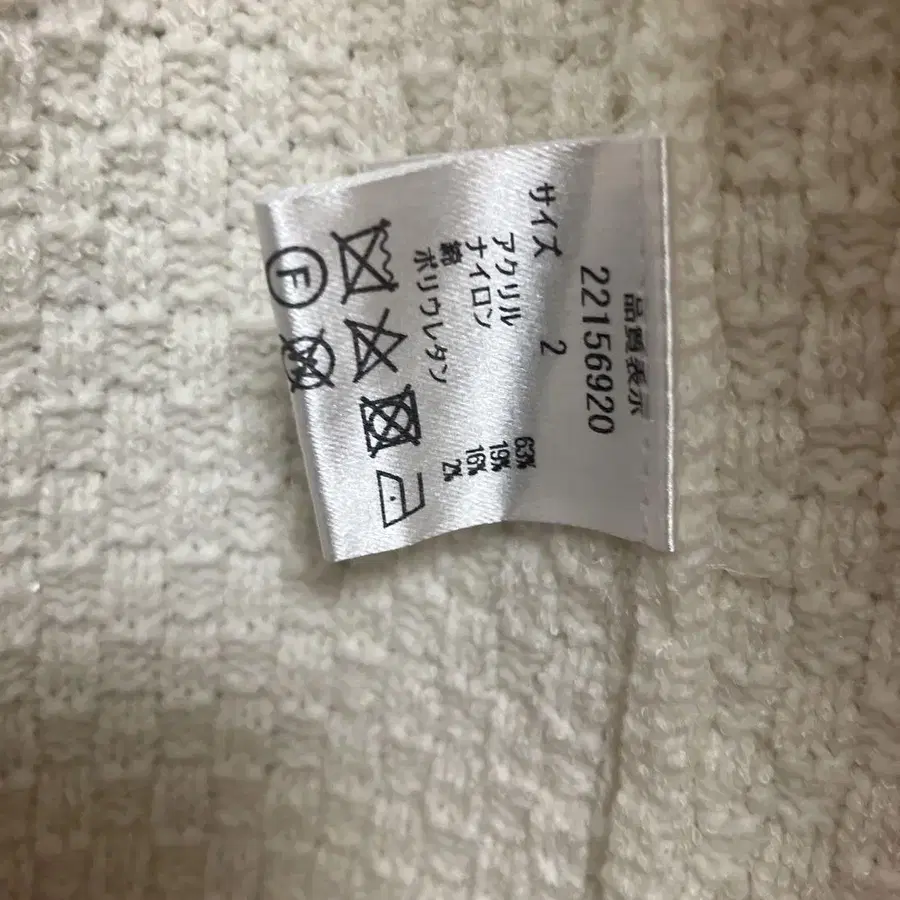 品質表示
22156920
サイズ 2
アクリル 63%
ナイロン 19%
綿 16%
ポリウレタン 2%
F
W